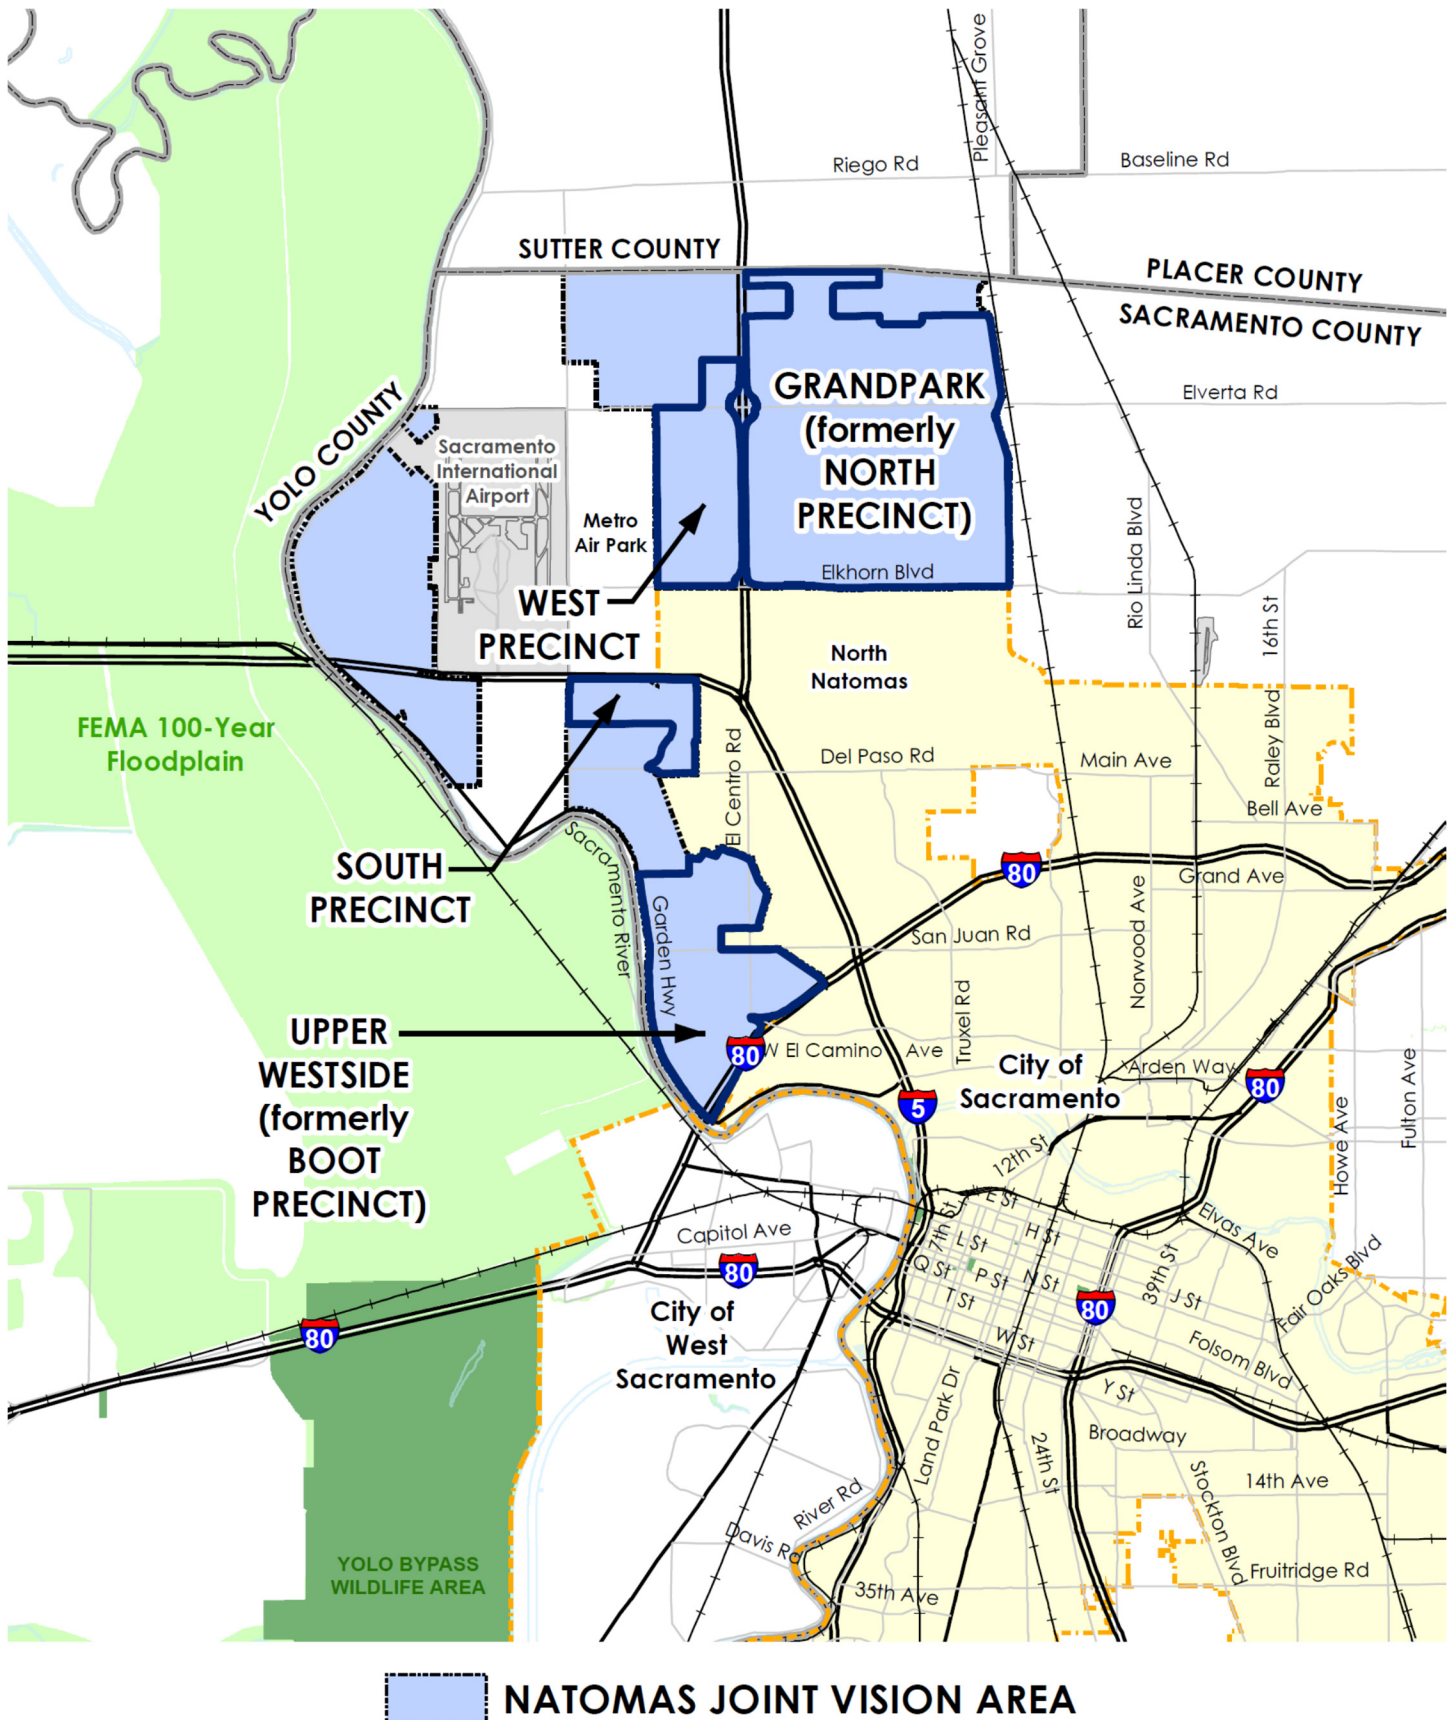 Pleasant Grove
Riego Rd
Baseline Rd
SUTTER COUNTY
PLACER COUNTY
SACRAMENTO COUNTY
YOLO COUNTY
GRANDPARK
(formerly
NORTH
PRECINCT)
Elverta Rd
Sacramento
International
Airport
Metro
Air Park
Rio Linda Blvd
Elkhorn Blvd
WEST
PRECINCT
16th St
North
Natomas
FEMA 100-Year
Floodplain
El Centro Rd
Del Paso Rd
Main Ave
Raley Blvd
Bell Ave
Sacramento River
SOUTH
PRECINCT
80
Grand Ave
Garden Hwy
San Juan Rd
Norwood Ave
Truxel Rd
UPPER
WESTSIDE
(formerly
BOOT
PRECINCT)
80
W El Camino Ave
City of
Sacramento
Arden Way
80
5
Howe Ave
Fulton Ave
12th St
E St
7th St
L St
H St
Q St
P St
N St
T St
W St
39th St
J St
Elvas Ave
Fair Oaks Blvd
Capitol Ave
80
80
80
City of
West
Sacramento
Folsom Blvd
Y St
Land Park Dr
24th St
Broadway
Stockton Blvd
14th Ave
River Rd
Davis Rd
35th Ave
Fruitridge Rd
YOLO BYPASS
WILDLIFE AREA
NATOMAS JOINT VISION AREA